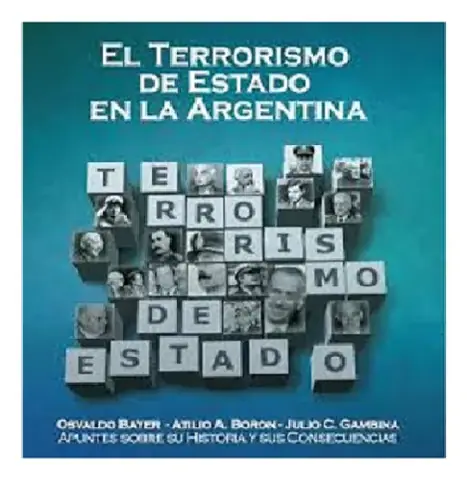 EL TERRORISMO
DE ESTADO
EN LA ARGENTINA
TE
RRO
RIS
MO
DE
ESTADO
OSVALDO BAYER - ATILIO A. BORON - JULIO C. GAMBINA
APUNTES SOBRE SU HISTORIA Y SUS CONSECUENCIAS